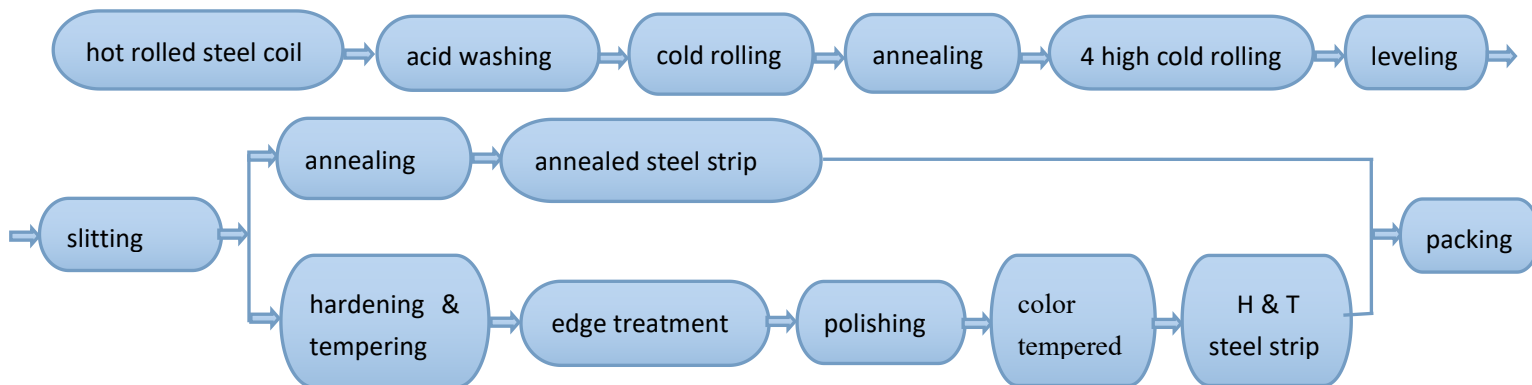 hot rolled steel coil
acid washing
cold rolling
annealing
4 high cold rolling
leveling
slitting
annealing
annealed steel strip
hardening &
tempering
edge treatment
polishing
color
tempered
H & T
steel strip
packing